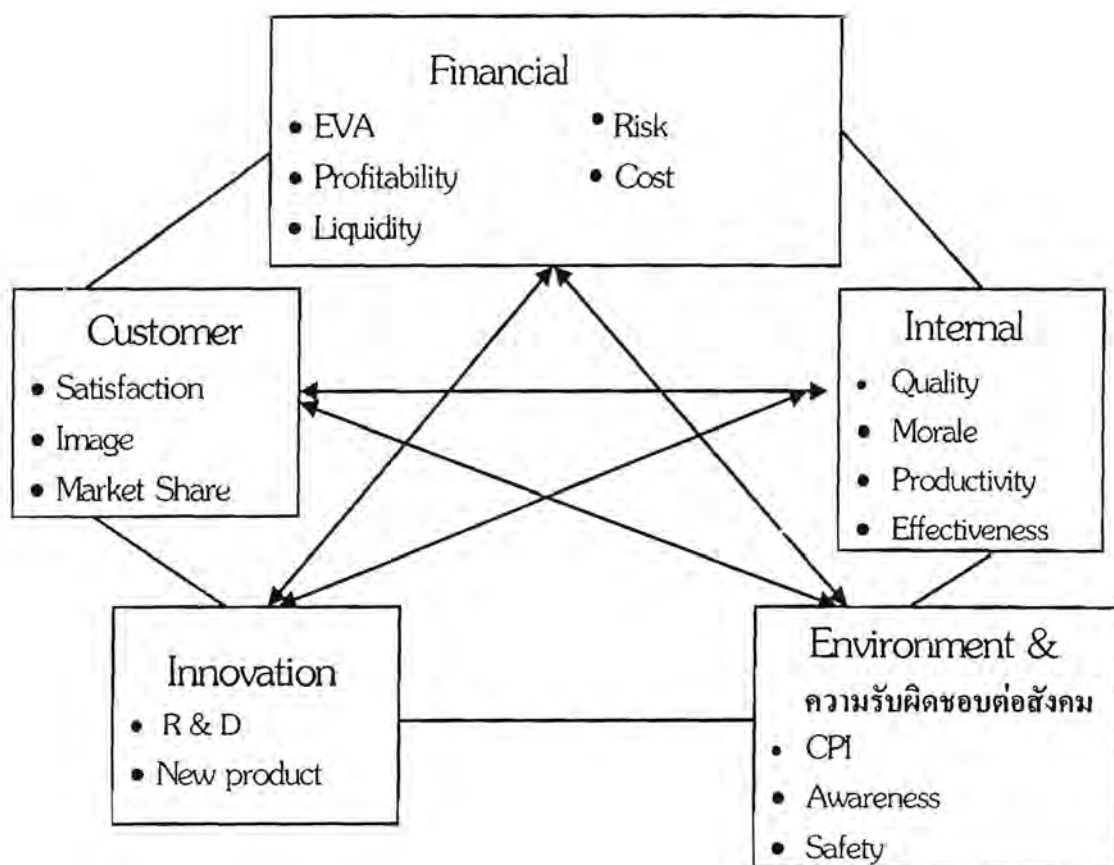 Financial
• EVA
• Risk
• Profitability
• Cost
• Liquidity
Customer
• Satisfaction
• Image
• Market Share
Internal
• Quality
• Morale
• Productivity
• Effectiveness
Innovation
• R & D
• New product
Environment &
ความรับผิดชอบต่อสังคม
• CPI
• Awareness
• Safety